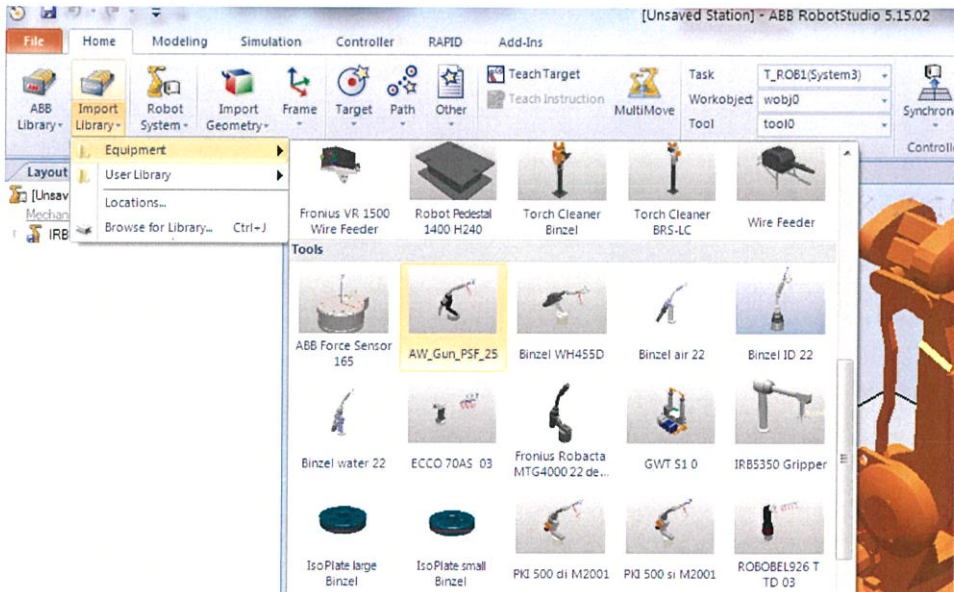 [Unsaved Station] - ABB RobotStudio 5.15.02
File Home Modeling Simulation Controller RAPID Add-Ins
ABB Library
Import Library
Robot System
Import Geometry
Frame
Target
Path
Other
Teach Target
Teach Instruction
MultiMove
Task T_ROB1(System3)
Workobject wobj0
Tool tool0
Synchron
Controlle
Equipment
User Library
Locations...
Browse for Library... Ctrl+J
Layout
[Unsav
Mechan
IRB
Fronius VR 1500
Wire Feeder
Robot Pedestal
1400 H240
Torch Cleaner
Binzel
Torch Cleaner
BRS-LC
Wire Feeder
Tools
ABB Force Sensor
165
AW_Gun_PSF_25
Binzel WH455D
Binzel air 22
Binzel ID 22
Binzel water 22
ECCO 70AS 03
Fronius Robacta
MTG4000 22 de...
GWT S1 0
IRB5350 Gripper
IsoPlate large
Binzel
IsoPlate small
Binzel
PKI 500 di M2001
PKI 500 si M2001
ROBOBEL926 T
TD 03